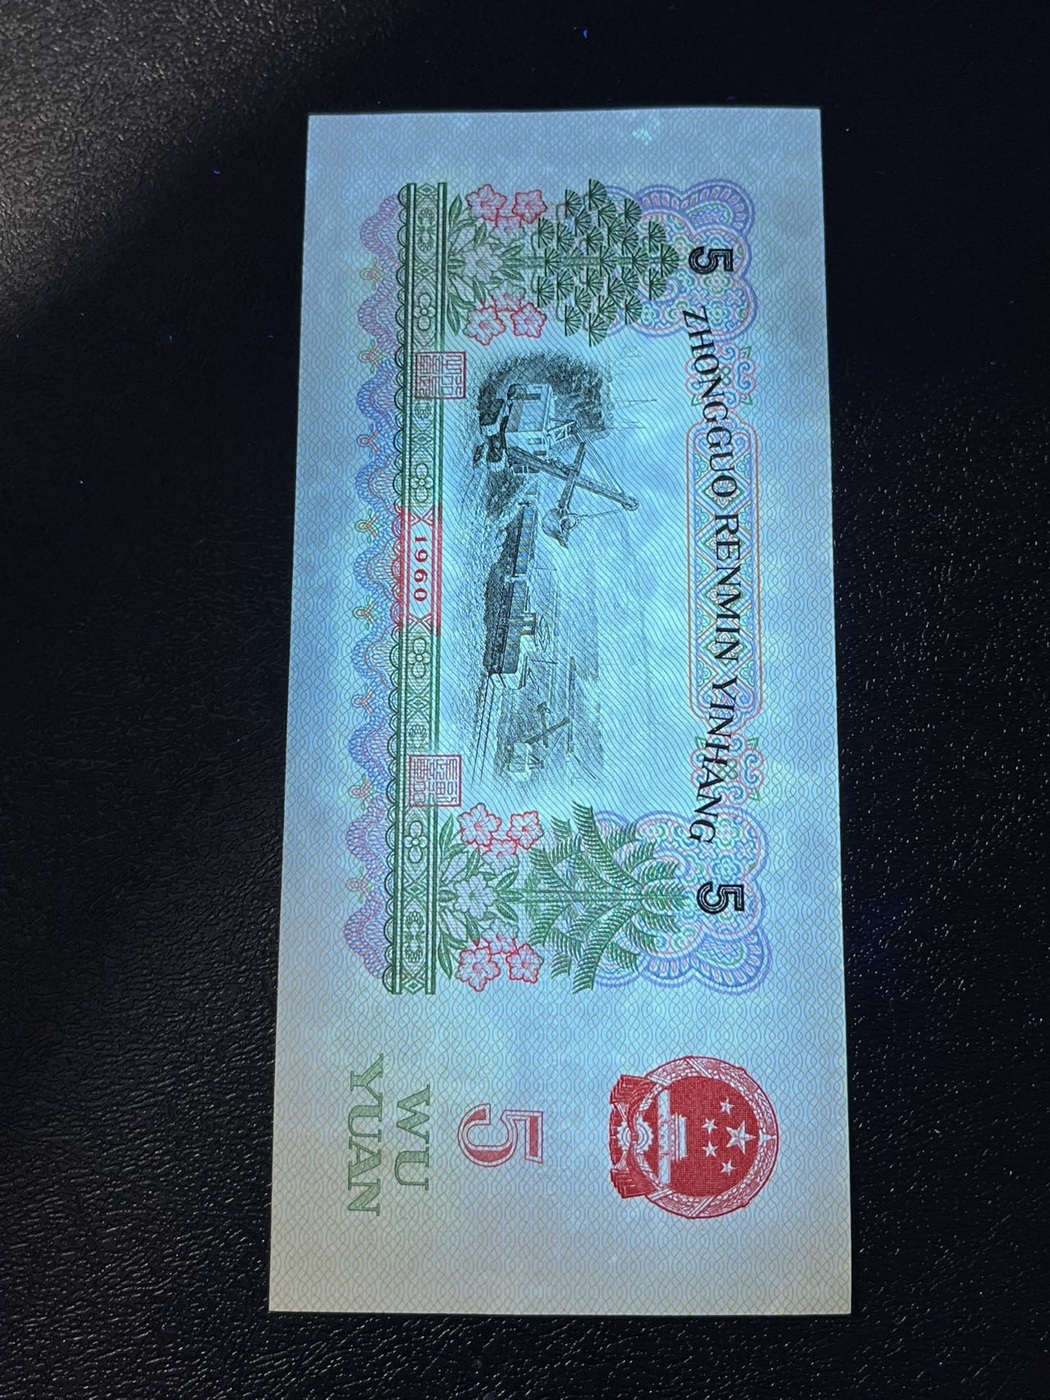 5 ZHONGGUO RENMIN YINHANG 5
1960
5
WU
YUAN